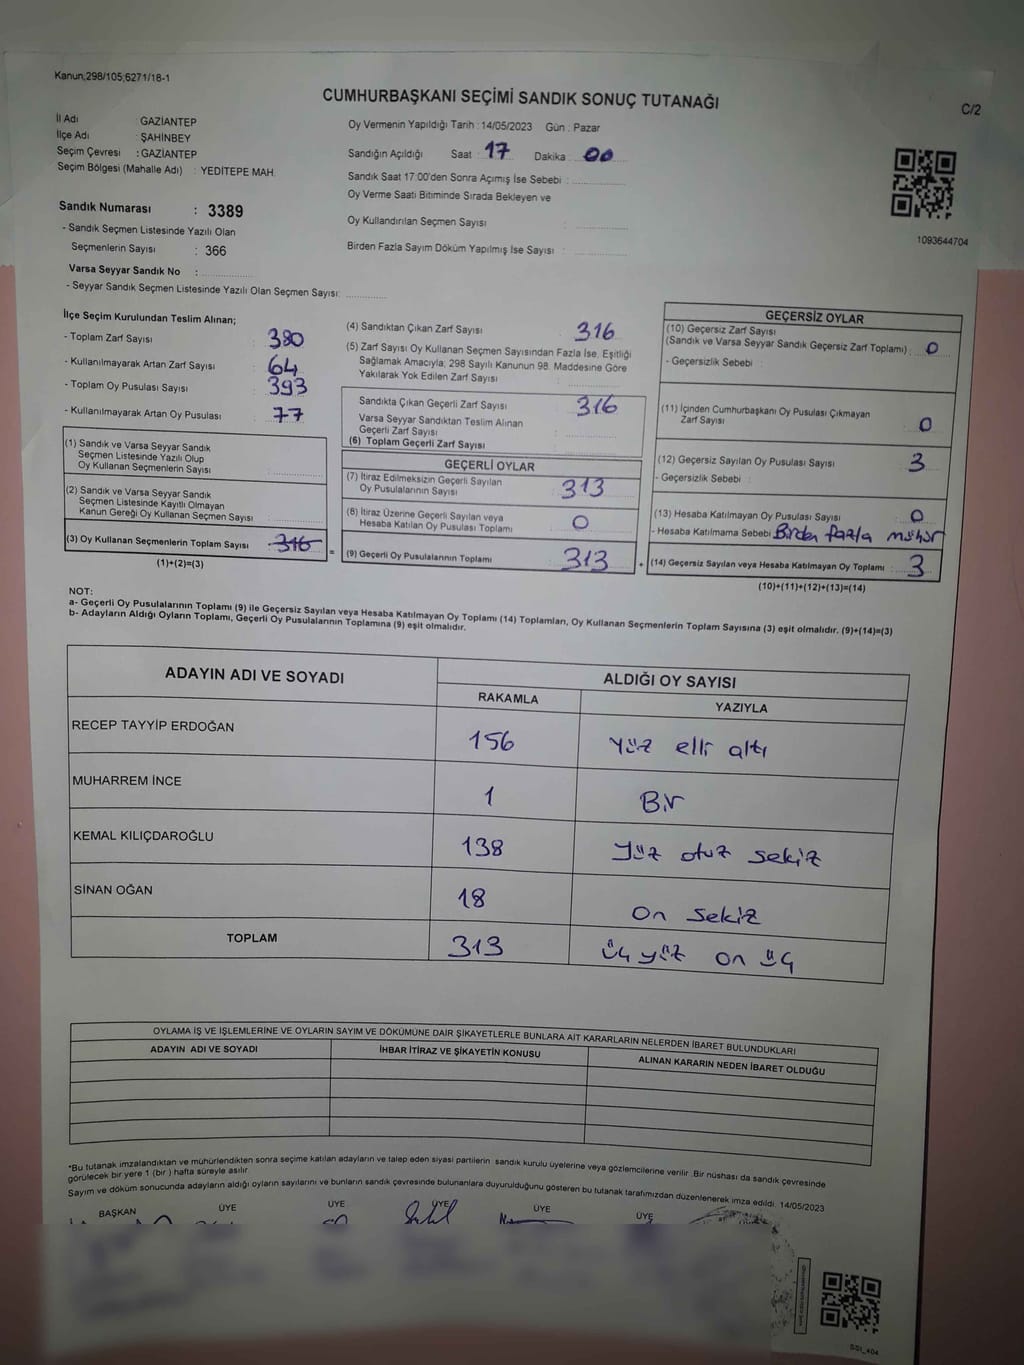 Kanun;298/105;6271/18-1
CUMHURBAŞKANI SEÇİMİ SANDIK SONUÇ TUTANAĞI
C/2
İl Adı : GAZİANTEP
İlçe Adı : ŞAHİNBEY
Seçim Çevresi : GAZİANTEP
Seçim Bölgesi (Mahalle Adı) : YEDİTEPE MAH.
Sandık Numarası : 3389
- Sandık Seçmen Listesinde Yazılı Olan
Seçmenlerin Sayısı : 366
Varsa Seyyar Sandık No :
- Seyyar Sandık Seçmen Listesinde Yazılı Olan Seçmen Sayısı:
Oy Vermenin Yapıldığı Tarih : 14/05/2023 Gün : Pazar
Sandığın Açıldığı Saat : 17 Dakika : 00
Sandık Saat 17:00'den Sonra Açımış İse Sebebi :
Oy Verme Saati Bitiminde Sırada Bekleyen ve
Oy Kullandırılan Seçmen Sayısı :
Birden Fazla Sayım Döküm Yapılmış İse Sayısı :
1093644704
İlçe Seçim Kurulundan Teslim Alınan;
- Toplam Zarf Sayısı : 380
- Kullanılmayarak Artan Zarf Sayısı : 64
- Toplam Oy Pusulası Sayısı : 393
- Kullanılmayarak Artan Oy Pusulası : 77
(1) Sandık ve Varsa Seyyar Sandık
Seçmen Listesinde Yazılı Olup
Oy Kullanan Seçmenlerin Sayısı :
(2) Sandık ve Varsa Seyyar Sandık
Seçmen Listesinde Kayıtlı Olmayan
Kanun Gereği Oy Kullanan Seçmen Sayısı :
(3) Oy Kullanan Seçmenlerin Toplam Sayısı : 316
(1)+(2)=(3)
=
(4) Sandıktan Çıkan Zarf Sayısı : 316
(5) Zarf Sayısı Oy Kullanan Seçmen Sayısından Fazla İse, Eşitliği
Sağlamak Amacıyla; 298 Sayılı Kanunun 98. Maddesine Göre
Yakılarak Yok Edilen Zarf Sayısı :
Sandıkta Çıkan Geçerli Zarf Sayısı : 316
Varsa Seyyar Sandıktan Teslim Alınan
Geçerli Zarf Sayısı :
(6) Toplam Geçerli Zarf Sayısı
GEÇERLİ OYLAR
(7) İtiraz Edilmeksizin Geçerli Sayılan
Oy Pusulalarının Sayısı : 313
(8) İtiraz Üzerine Geçerli Sayılan veya
Hesaba Katılan Oy Pusulası Toplamı : 0
(9) Geçerli Oy Pusulalarının Toplamı : 313
+
GEÇERSİZ OYLAR
(10) Geçersiz Zarf Sayısı
(Sandık ve Varsa Seyyar Sandık Geçersiz Zarf Toplamı) : 0
- Geçersizlik Sebebi :
(11) İçinden Cumhurbaşkanı Oy Pusulası Çıkmayan
Zarf Sayısı : 0
(12) Geçersiz Sayılan Oy Pusulası Sayısı : 3
- Geçersizlik Sebebi :
(13) Hesaba Katılmayan Oy Pusulası Sayısı : 0
- Hesaba Katılmama Sebebi : Birden fazla mühür
(14) Geçersiz Sayılan veya Hesaba Katılmayan Oy Toplamı : 3
(10)+(11)+(12)+(13)=(14)
NOT:
a- Geçerli Oy Pusulalarının Toplamı (9) ile Geçersiz Sayılan veya Hesaba Katılmayan Oy Toplamı (14) Toplamları, Oy Kullanan Seçmenlerin Toplam Sayısına (3) eşit olmalıdır. (9)+(14)=(3)
b- Adayların Aldığı Oyların Toplamı, Geçerli Oy Pusulalarının Toplamına (9) eşit olmalıdır.
ADAYIN ADI VE SOYADI ALDIĞI OY SAYISI
RAKAMLA YAZIYLA
RECEP TAYYİP ERDOĞAN 156 Yüz elli altı
MUHARREM İNCE 1 Bir
KEMAL KILIÇDAROĞLU 138 Yüz otuz sekiz
SİNAN OĞAN 18 On sekiz
TOPLAM 313 üç yüz on üç
OYLAMA İŞ VE İŞLEMLERİNE VE OYLARIN SAYIM VE DÖKÜMÜNE DAİR ŞİKAYETLERLE BUNLARA AİT KARARLARIN NELERDEN İBARET BULUNDUKLARI
ADAYIN ADI VE SOYADI İHBAR İTİRAZ VE ŞİKAYETİN KONUSU ALINAN KARARIN NEDEN İBARET OLDUĞU
*Bu tutanak imzalandıktan ve mühürlendikten sonra seçime katılan adayların ve talep eden siyasi partilerin sandık kurulu üyelerine veya gözlemcilerine verilir. Bir nüshası da sandık çevresinde
görülecek bir yere 1 (bir ) hafta süreyle asılır.
Sayım ve döküm sonucunda adayların aldığı oyların sayılarını ve bunların sandık çevresinde bulunanlara duyurulduğunu gösteren bu tutanak tarafımızdan düzenlenerek imza edildi. 14/05/2023
BAŞKAN ÜYE ÜYE ÜYE ÜYE ÜYE